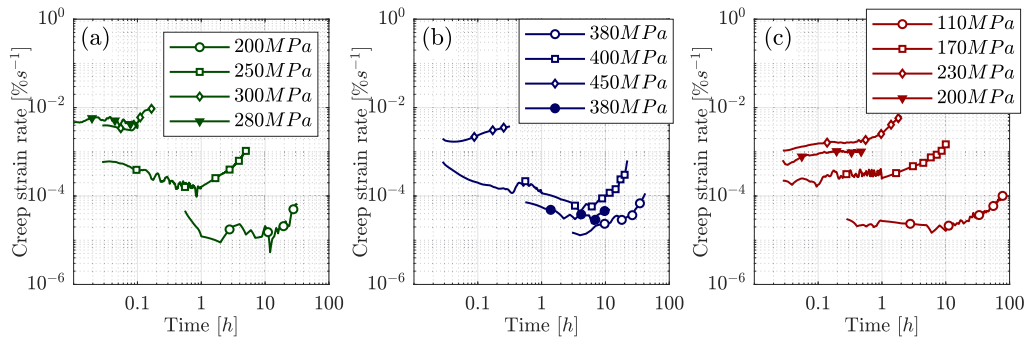 (a)
200MPa
250MPa
300MPa
280MPa
10^0
10^-2
10^-4
10^-6
0.1
1
10
100
Creep strain rate [%s^-1]
Time [h]
(b)
380MPa
400MPa
450MPa
380MPa
10^0
10^-2
10^-4
10^-6
0.1
1
10
100
Creep strain rate [%s^-1]
Time [h]
(c)
110MPa
170MPa
230MPa
200MPa
10^0
10^-2
10^-4
10^-6
0.1
1
10
100
Creep strain rate [%s^-1]
Time [h]